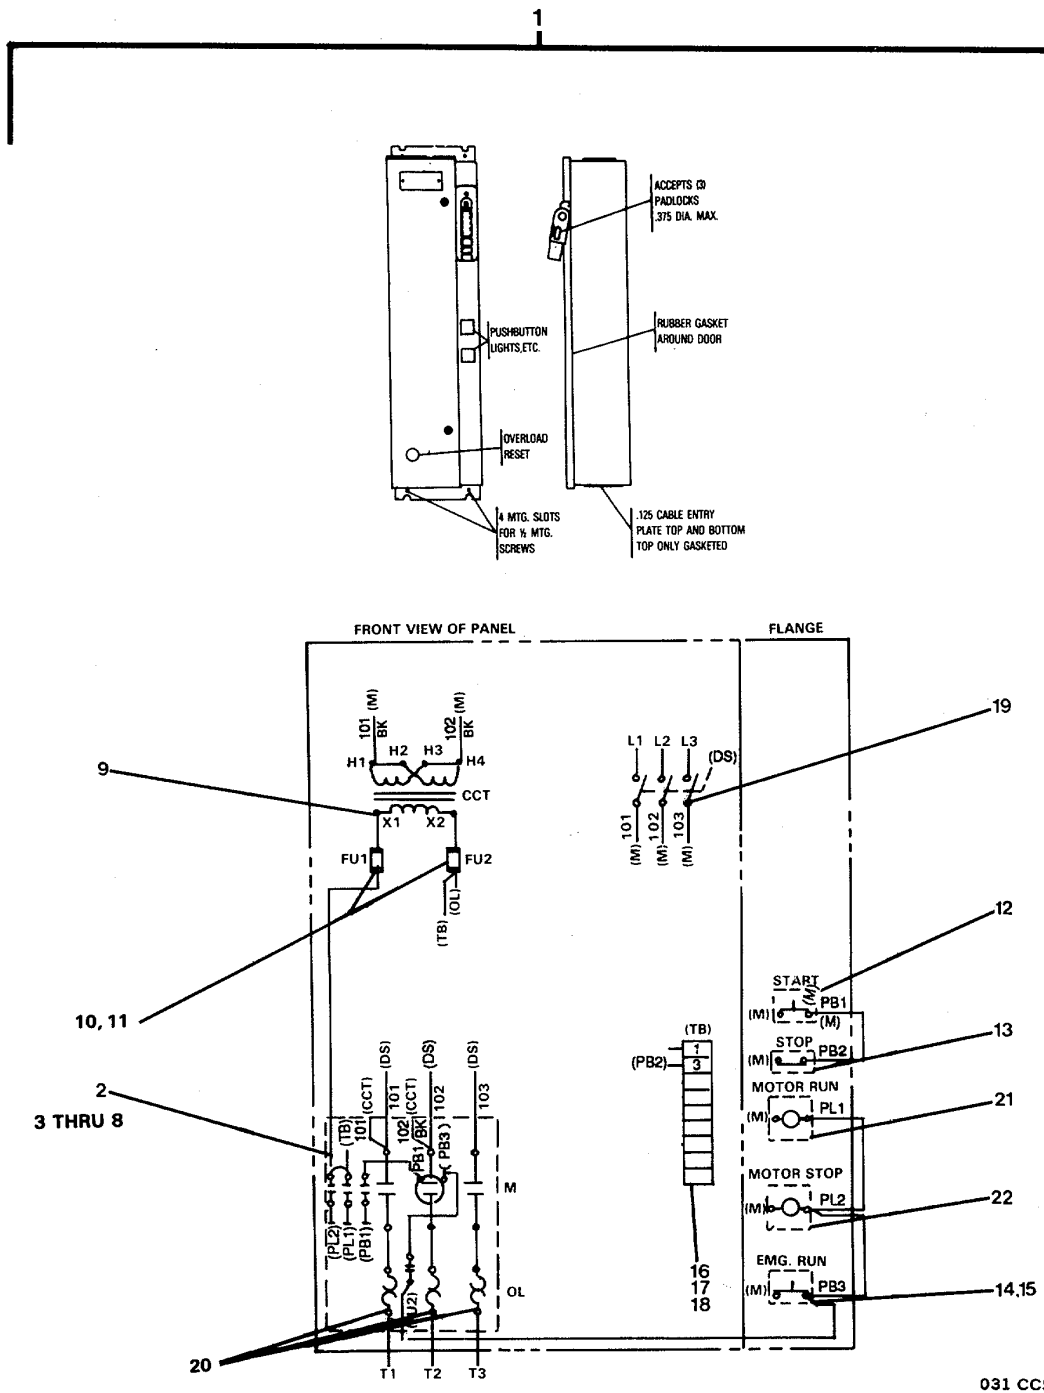 1
ACCEPTS (3)
PADLOCKS
.375 DIA. MAX.
PUSHBUTTON
LIGHTS,ETC.
RUBBER GASKET
AROUND DOOR
OVERLOAD
RESET
4 MTG. SLOTS
FOR ½ MTG.
SCREWS
.125 CABLE ENTRY
PLATE TOP AND BOTTOM
TOP ONLY GASKETED
FRONT VIEW OF PANEL
FLANGE
101 (M)
BK
102 (M)
BK
H1 H2 H3 H4
CCT
X1 X2
9
FU1
FU2
(TB)
(OL)
10, 11
L1 L2 L3
(DS)
19
101
(M)
102
(M)
103
(M)
12
START
(M)
(M) PB1
(M)
13
STOP
(M) PB2
MOTOR RUN
(M) PL1
21
MOTOR STOP
(M) PL2
22
EMG. RUN
(M) PB3
14,15
(TB)
1
(PB2) 3
16
17
18
2
3 THRU 8
(DS)
(DS)
(DS)
(CCT)
101
101
(CCT)
102
102
103
(TB)
BK
PB1
(PB3)
M
(PL2)
(PL1)
(PB1)
OL
20
T1 T2 T3